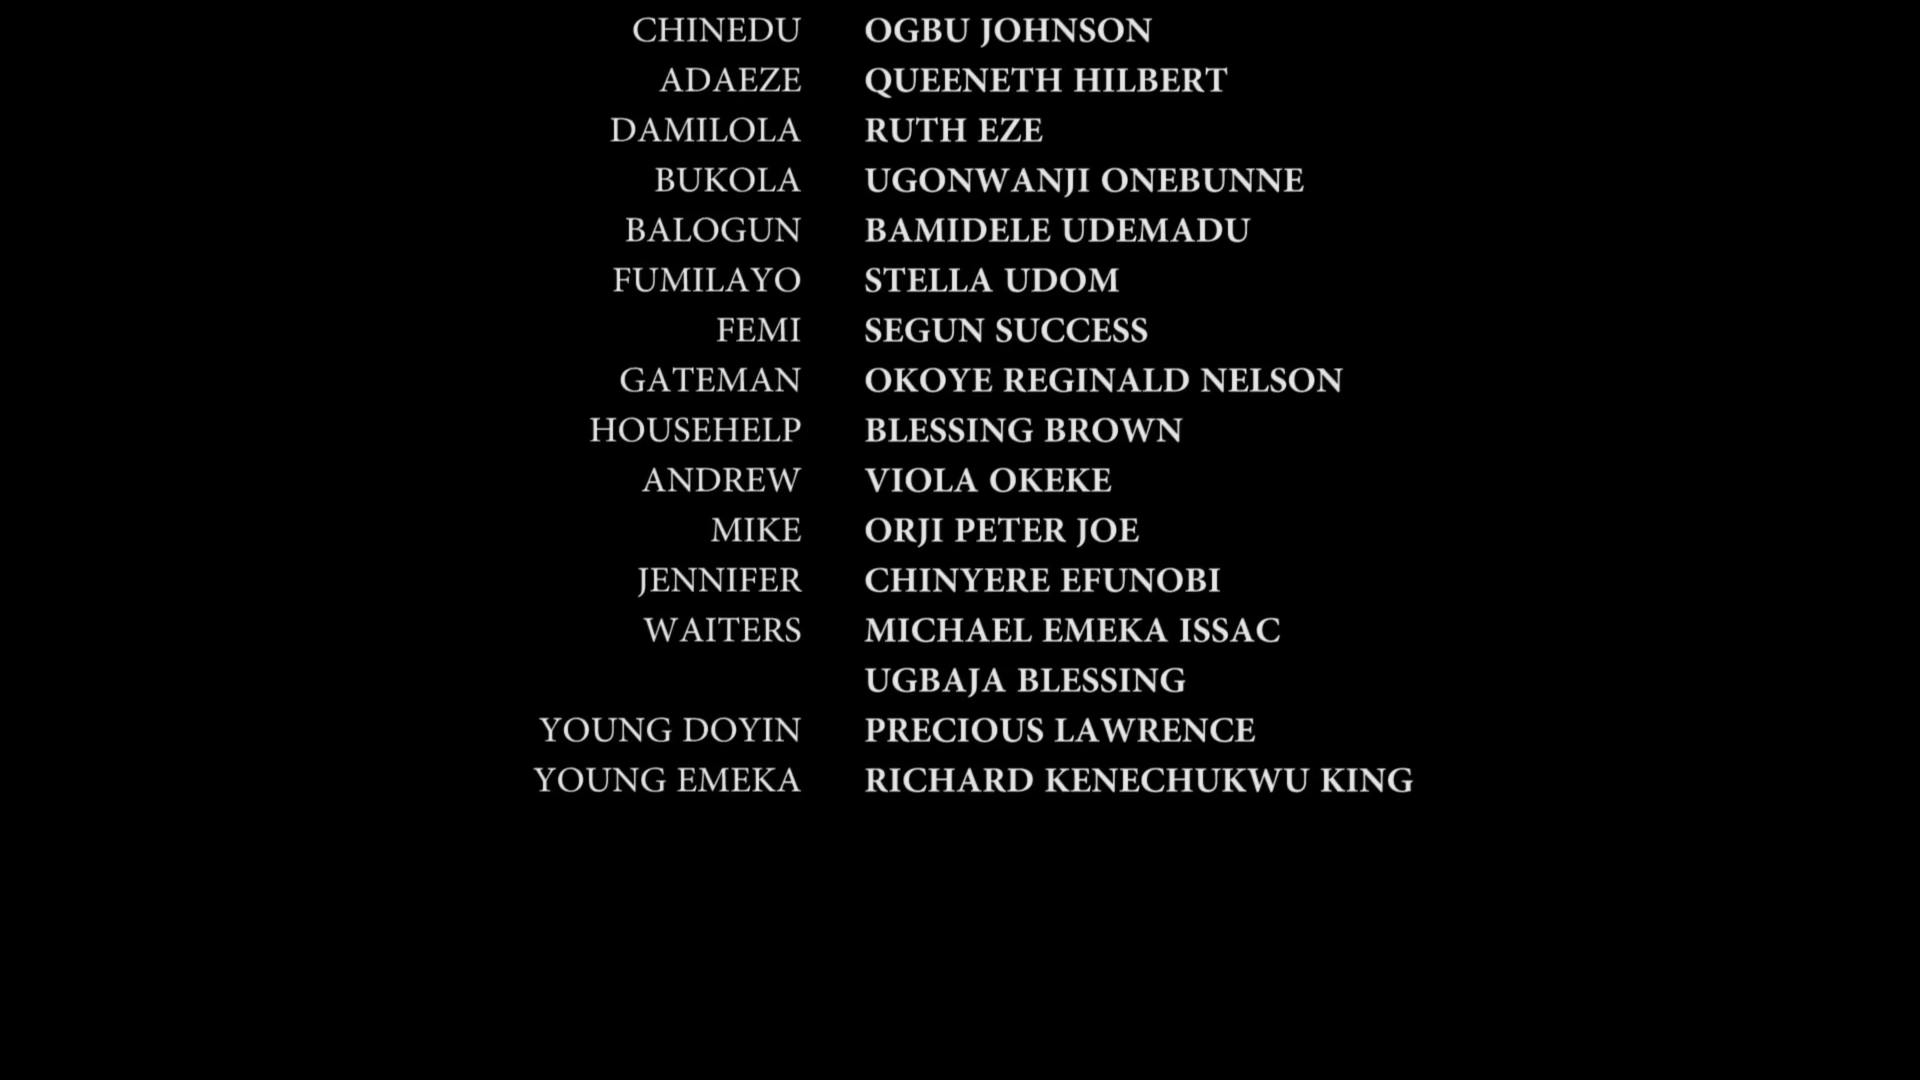 CHINEDU OGBU JOHNSON
ADAEZE QUEENETH HILBERT
DAMILOLA RUTH EZE
BUKOLA UGONWANJI ONEBUNNE
BALOGUN BAMIDELE UDEMADU
FUMILAYO STELLA UDOM
FEMI SEGUN SUCCESS
GATEMAN OKOYE REGINALD NELSON
HOUSEHELP BLESSING BROWN
ANDREW VIOLA OKEKE
MIKE ORJI PETER JOE
JENNIFER CHINYERE EFUNOBI
WAITERS MICHAEL EMEKA ISSAC
UGBAJA BLESSING
YOUNG DOYIN PRECIOUS LAWRENCE
YOUNG EMEKA RICHARD KENECHUKWU KING